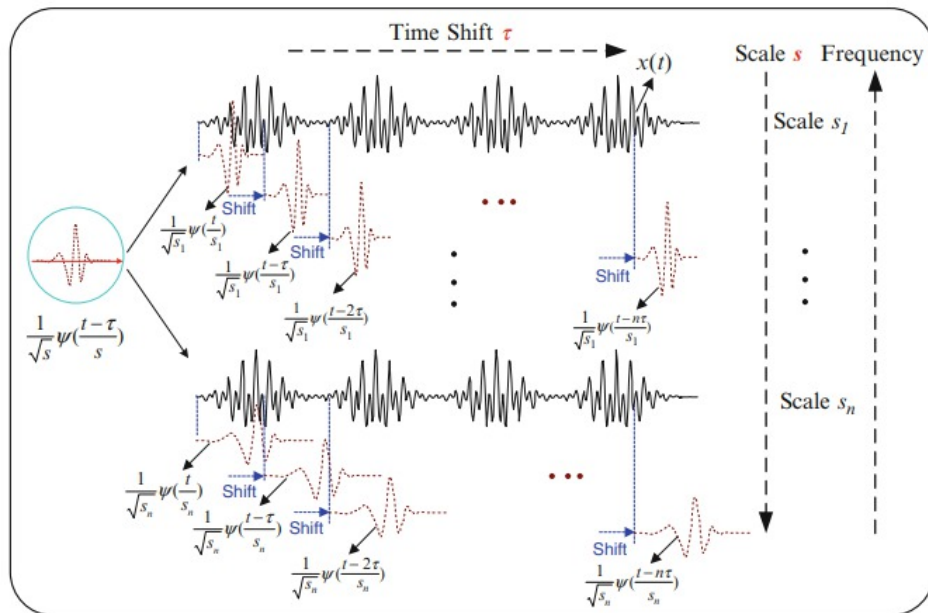 Time Shift τ
Scale s Frequency
x(t)
Scale s₁
Shift
1/√s₁ ψ(t/s₁)
Shift
1/√s₁ ψ((t−τ)/s₁)
Shift
1/√s₁ ψ((t−2τ)/s₁)
1/√s₁ ψ((t−nτ)/s₁)
1/√s ψ((t−τ)/s)
Scale sₙ
Shift
1/√sₙ ψ(t/sₙ)
Shift
1/√sₙ ψ((t−τ)/sₙ)
Shift
1/√sₙ ψ((t−2τ)/sₙ)
1/√sₙ ψ((t−nτ)/sₙ)